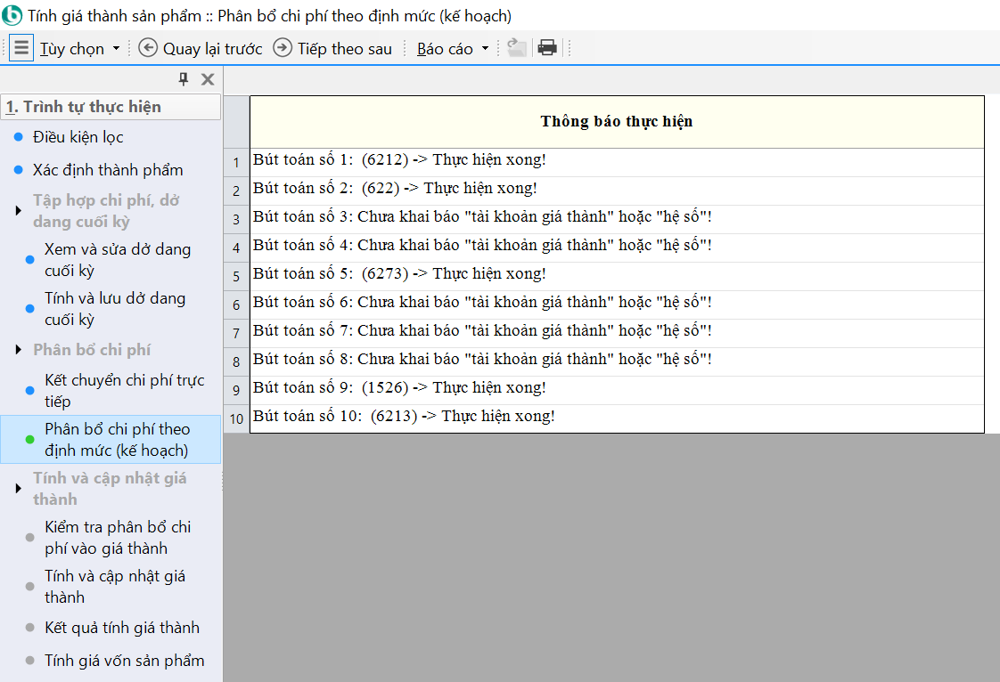 Tính giá thành sản phẩm :: Phân bổ chi phí theo định mức (kế hoạch)
Tùy chọn Quay lại trước Tiếp theo sau Báo cáo
1. Trình tự thực hiện
Điều kiện lọc
Xác định thành phẩm
Tập hợp chi phí, dở
dang cuối kỳ
Xem và sửa dở dang
cuối kỳ
Tính và lưu dở dang
cuối kỳ
Phân bổ chi phí
Kết chuyển chi phí trực
tiếp
Phân bổ chi phí theo
định mức (kế hoạch)
Tính và cập nhật giá
thành
Kiểm tra phân bổ chi
phí vào giá thành
Tính và cập nhật giá
thành
Kết quả tính giá thành
Tính giá vốn sản phẩm
Thông báo thực hiện
1 Bút toán số 1: (6212) -> Thực hiện xong!
2 Bút toán số 2: (622) -> Thực hiện xong!
3 Bút toán số 3: Chưa khai báo "tài khoản giá thành" hoặc "hệ số"!
4 Bút toán số 4: Chưa khai báo "tài khoản giá thành" hoặc "hệ số"!
5 Bút toán số 5: (6273) -> Thực hiện xong!
6 Bút toán số 6: Chưa khai báo "tài khoản giá thành" hoặc "hệ số"!
7 Bút toán số 7: Chưa khai báo "tài khoản giá thành" hoặc "hệ số"!
8 Bút toán số 8: Chưa khai báo "tài khoản giá thành" hoặc "hệ số"!
9 Bút toán số 9: (1526) -> Thực hiện xong!
10 Bút toán số 10: (6213) -> Thực hiện xong!